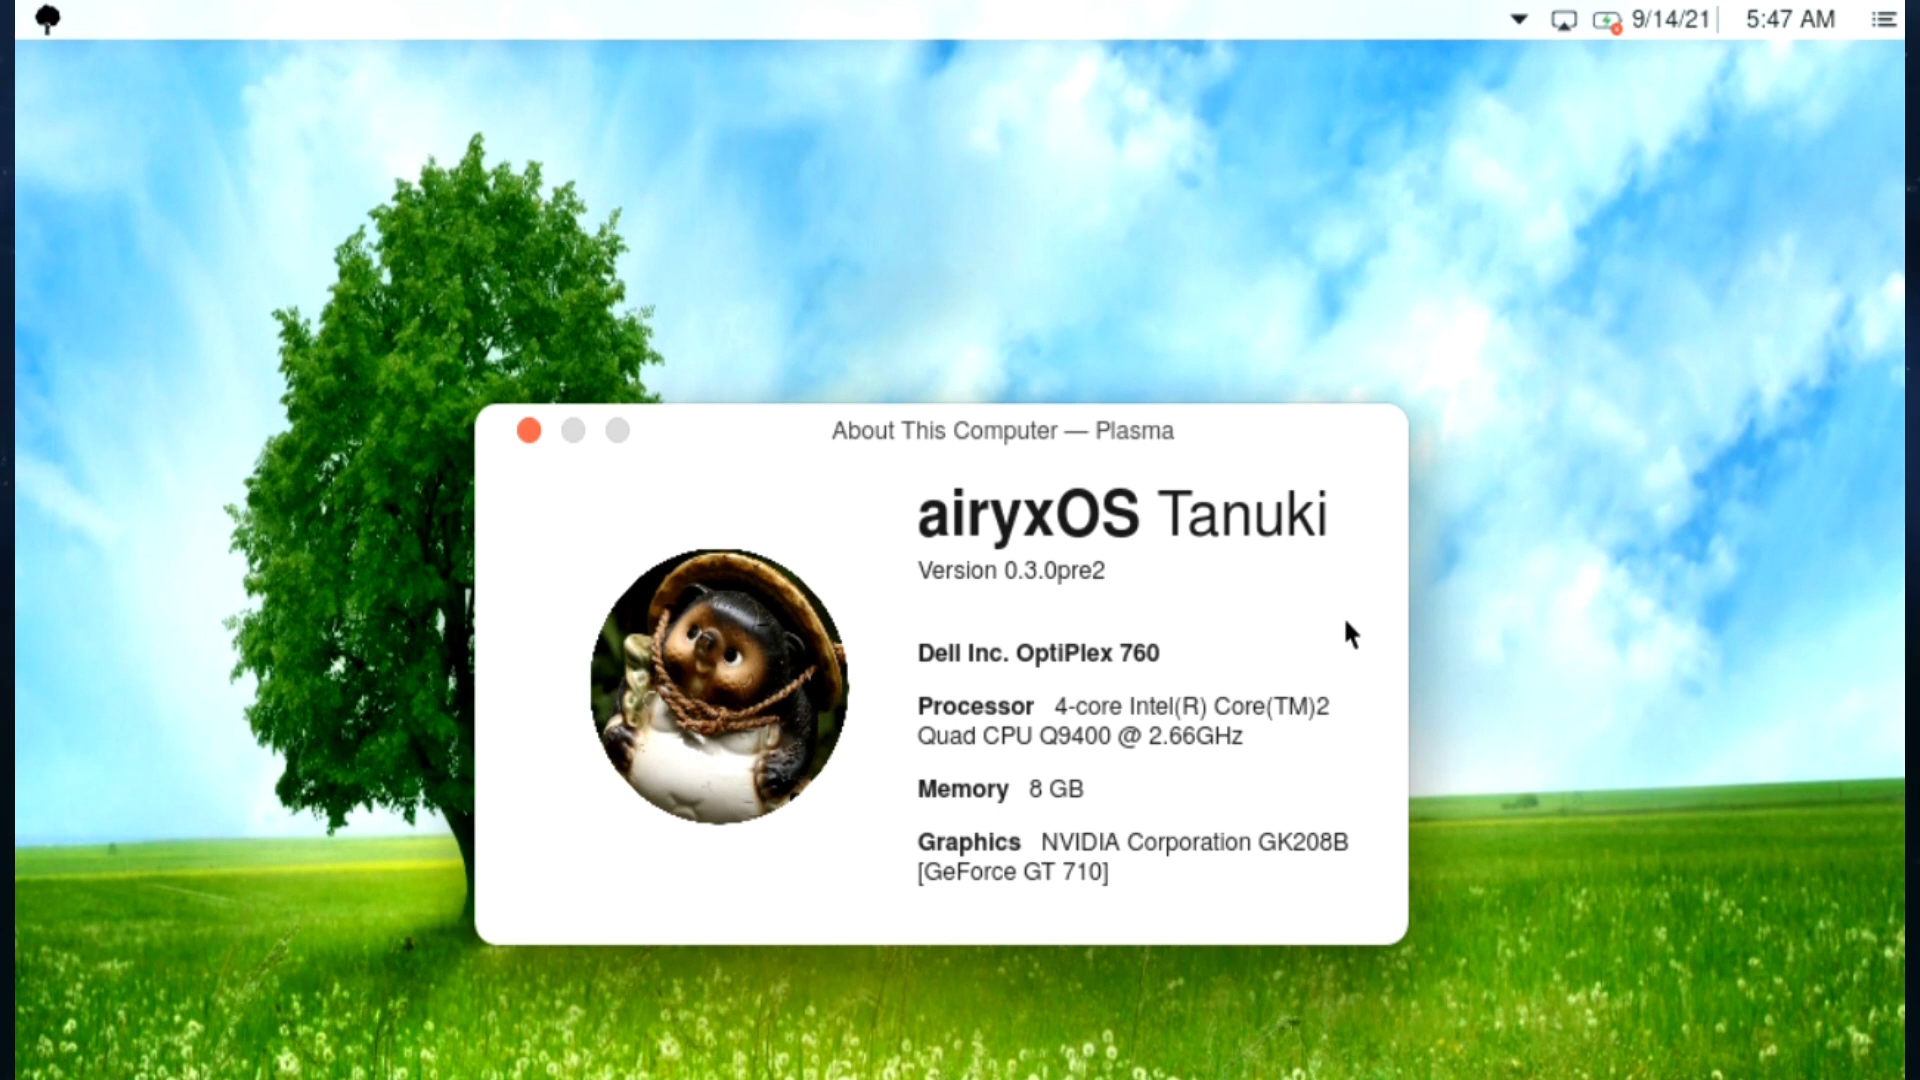 9/14/21 5:47 AM
About This Computer — Plasma
airyxOS Tanuki
Version 0.3.0pre2
Dell Inc. OptiPlex 760
Processor 4-core Intel(R) Core(TM)2
Quad CPU Q9400 @ 2.66GHz
Memory 8 GB
Graphics NVIDIA Corporation GK208B
[GeForce GT 710]